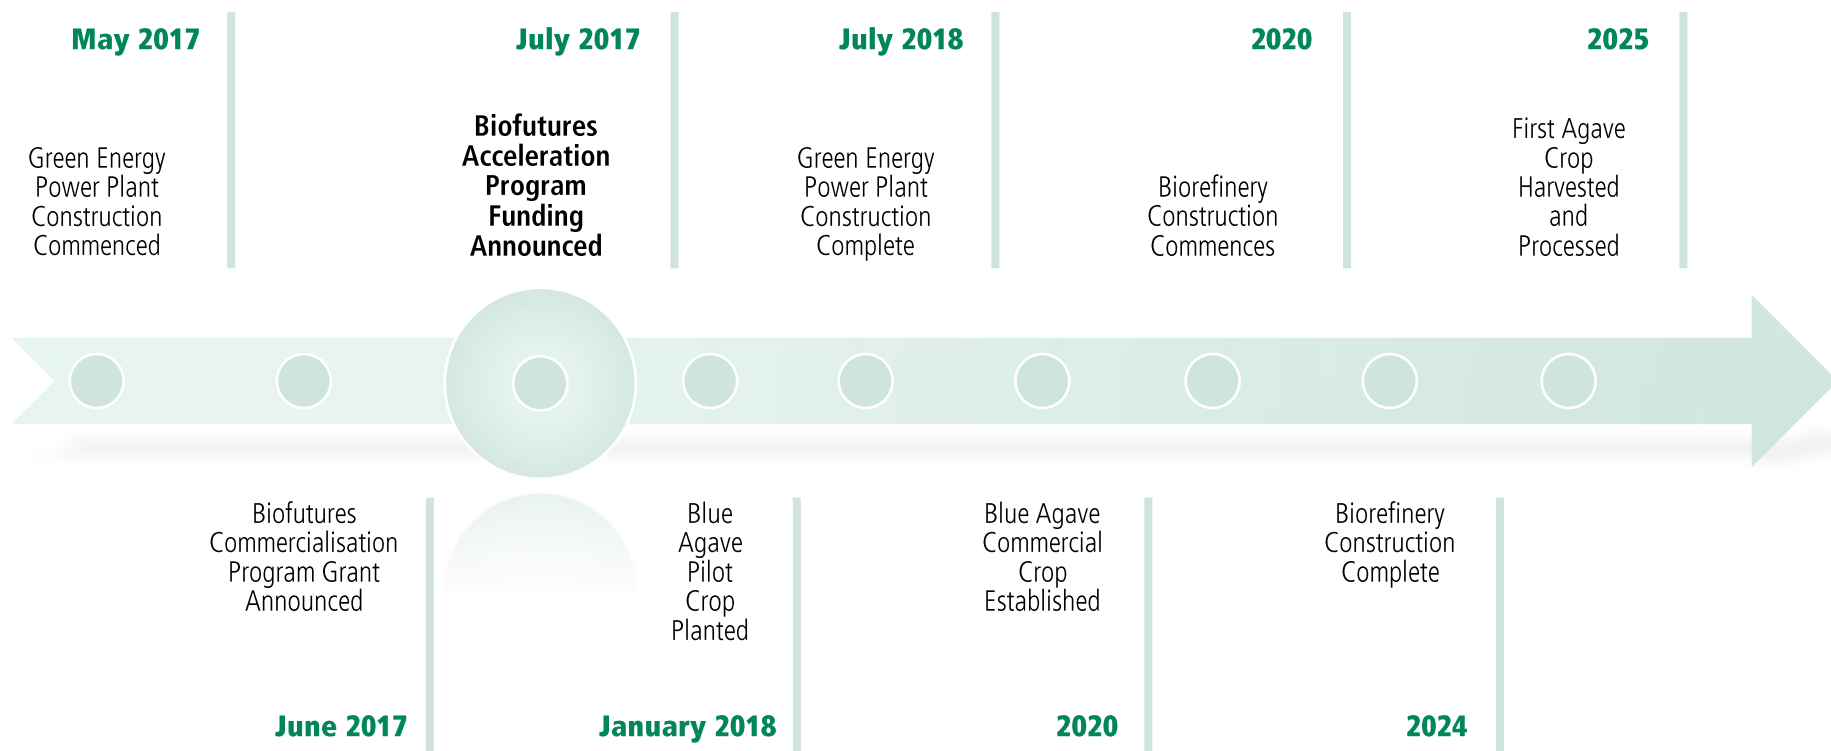 May 2017
Green Energy
Power Plant
Construction
Commenced
July 2017
Biofutures
Acceleration
Program
Funding
Announced
July 2018
Green Energy
Power Plant
Construction
Complete
2020
Biorefinery
Construction
Commences
2025
First Agave
Crop
Harvested
and
Processed
Biofutures
Commercialisation
Program Grant
Announced
June 2017
Blue
Agave
Pilot
Crop
Planted
January 2018
Blue Agave
Commercial
Crop
Established
2020
Biorefinery
Construction
Complete
2024